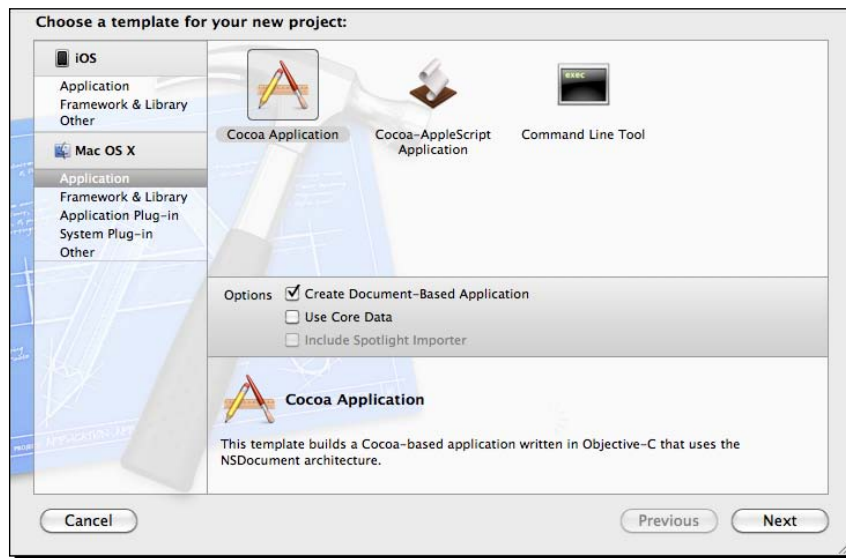 Choose a template for your new project:
iOS
Application
Framework & Library
Other
Mac OS X
Application
Framework & Library
Application Plug-in
System Plug-in
Other
Cocoa Application
Cocoa-AppleScript
Application
exec
Command Line Tool
Options
Create Document-Based Application
Use Core Data
Include Spotlight Importer
Cocoa Application
This template builds a Cocoa-based application written in Objective-C that uses the
NSDocument architecture.
Cancel
Previous
Next